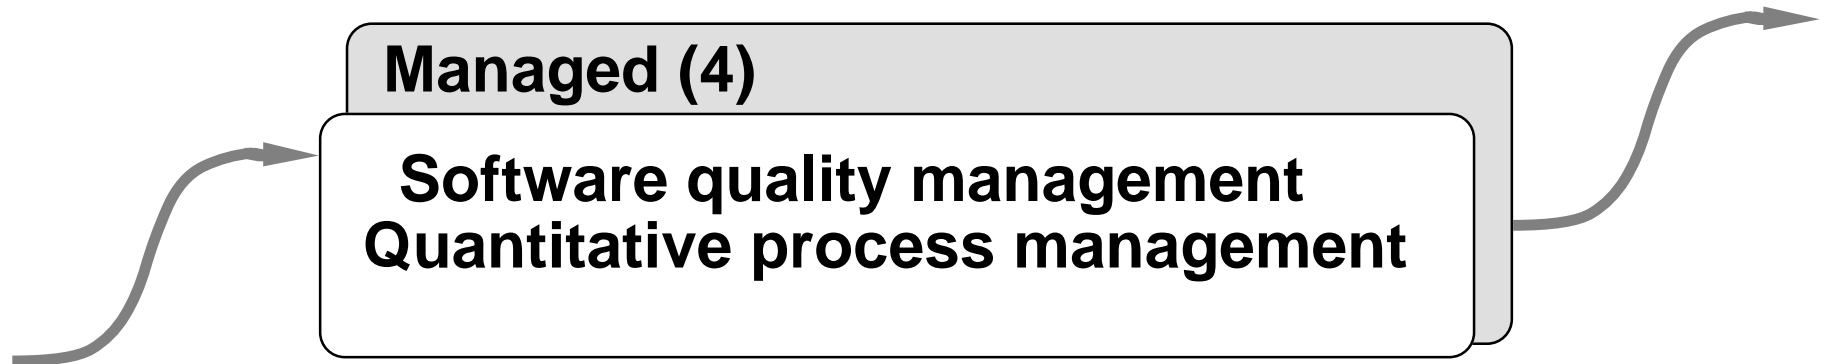 Managed (4)
Software quality management
Quantitative process management